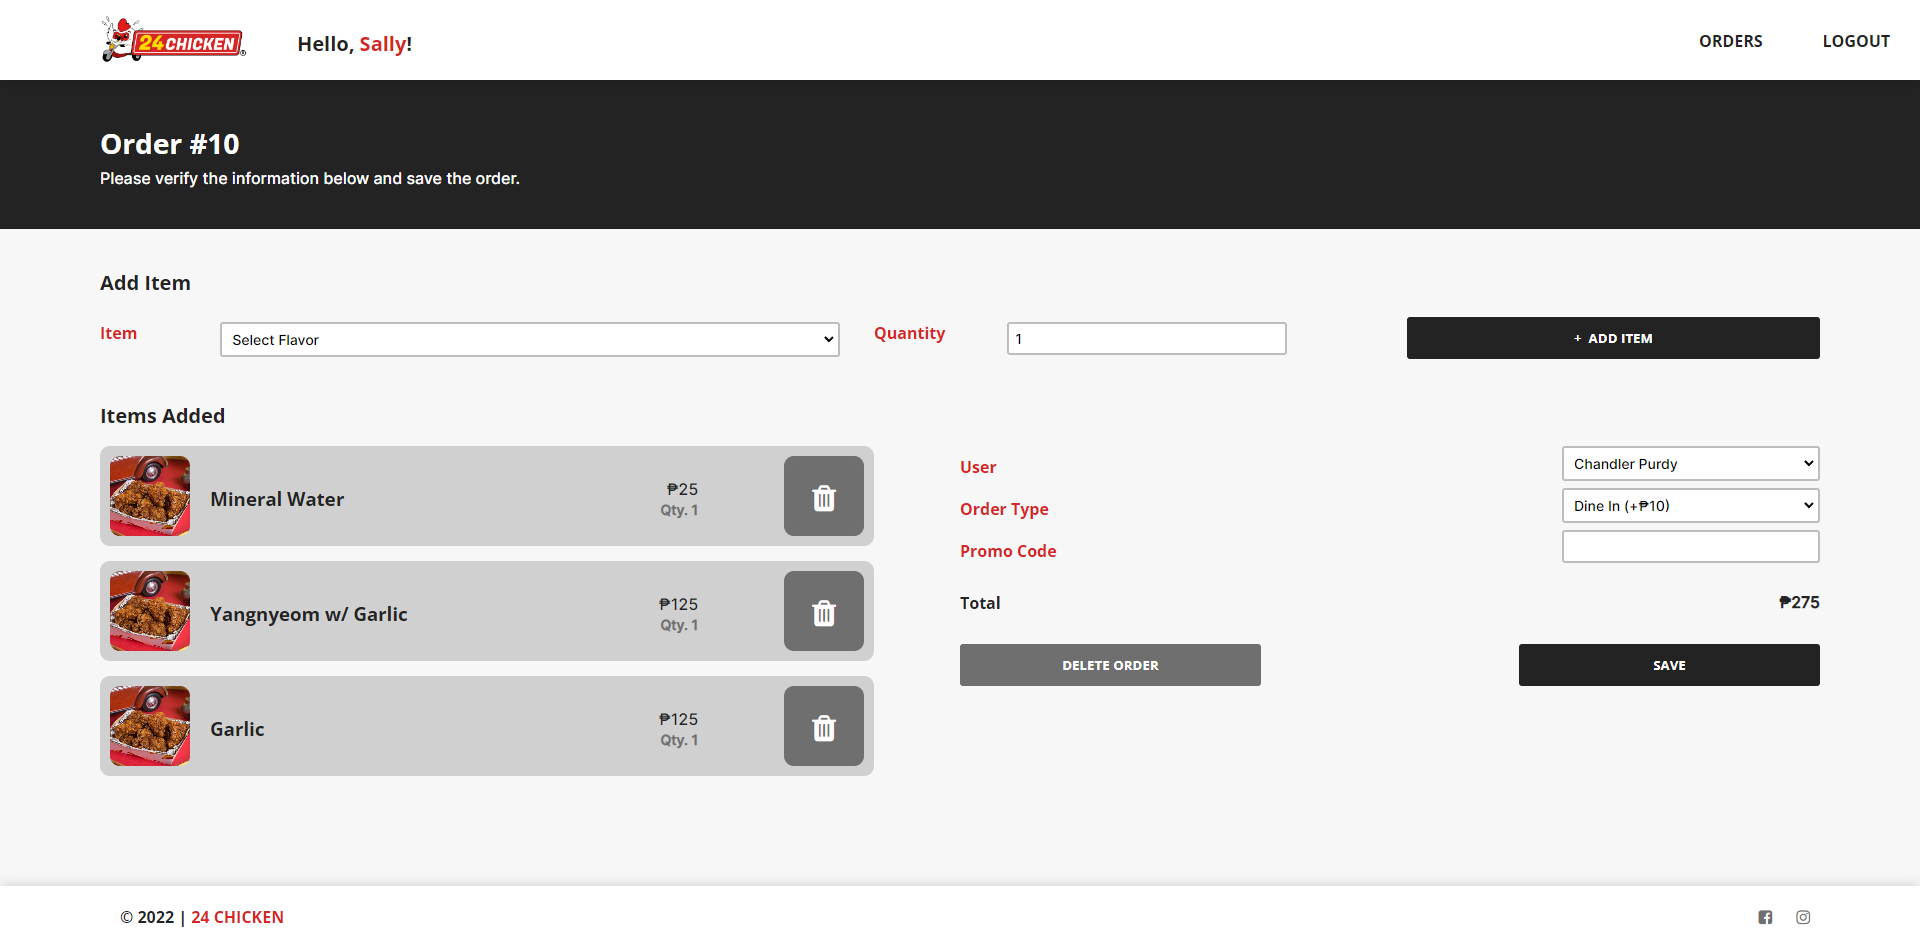 24 CHICKEN ®
Hello, Sally!
ORDERS
LOGOUT
Order #10
Please verify the information below and save the order.
Add Item
Item
Select Flavor
Quantity
1
+ ADD ITEM
Items Added
Mineral Water
₱25
Qty. 1
Yangnyeom w/ Garlic
₱125
Qty. 1
Garlic
₱125
Qty. 1
User
Chandler Purdy
Order Type
Dine In (+₱10)
Promo Code
Total
₱275
DELETE ORDER
SAVE
© 2022 | 24 CHICKEN